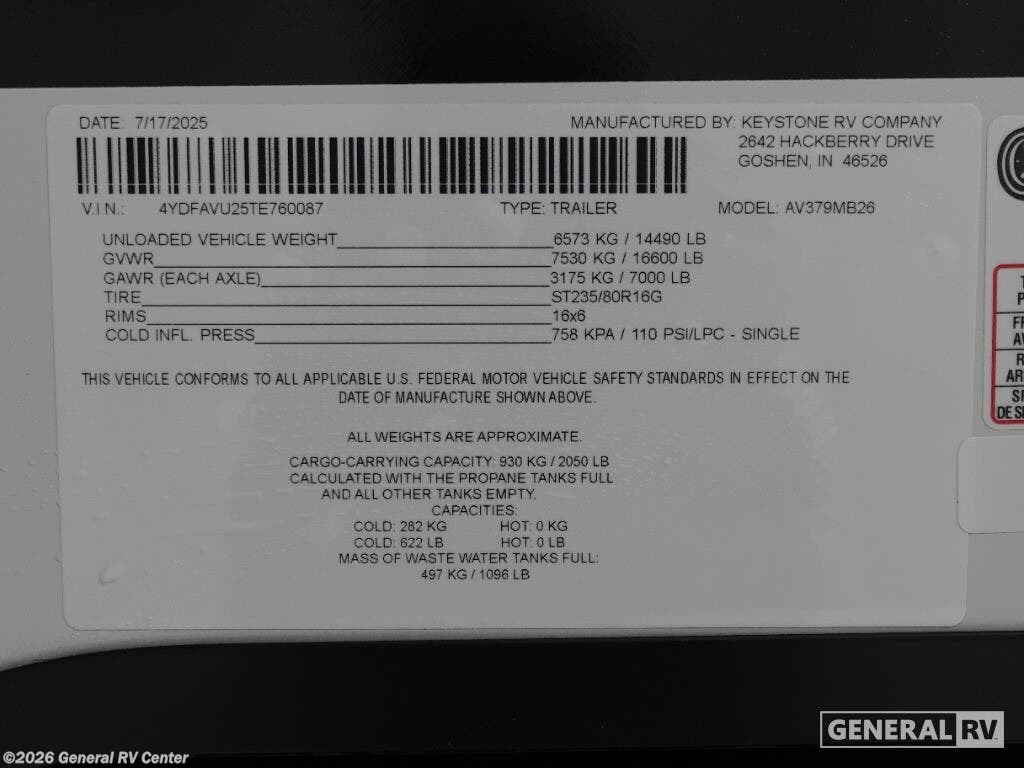 DATE: 7/17/2025
MANUFACTURED BY: KEYSTONE RV COMPANY
2642 HACKBERRY DRIVE
GOSHEN, IN 46526
V.I N.: 4YDFAVU25TE760087 TYPE: TRAILER MODEL: AV379MB26
UNLOADED VEHICLE WEIGHT 6573 KG / 14490 LB
GVWR 7530 KG / 16600 LB
GAWR (EACH AXLE) 3175 KG / 7000 LB
TIRE ST235/80R16G
RIMS 16x6
COLD INFL. PRESS 758 KPA / 110 PSI/LPC - SINGLE
THIS VEHICLE CONFORMS TO ALL APPLICABLE U.S. FEDERAL MOTOR VEHICLE SAFETY STANDARDS IN EFFECT ON THE
DATE OF MANUFACTURE SHOWN ABOVE.
ALL WEIGHTS ARE APPROXIMATE.
CARGO-CARRYING CAPACITY: 930 KG / 2050 LB
CALCULATED WITH THE PROPANE TANKS FULL
AND ALL OTHER TANKS EMPTY.
CAPACITIES:
COLD: 282 KG HOT: 0 KG
COLD: 622 LB HOT: 0 LB
MASS OF WASTE WATER TANKS FULL:
497 KG / 1096 LB
GENERAL RV
©2026 General RV Center